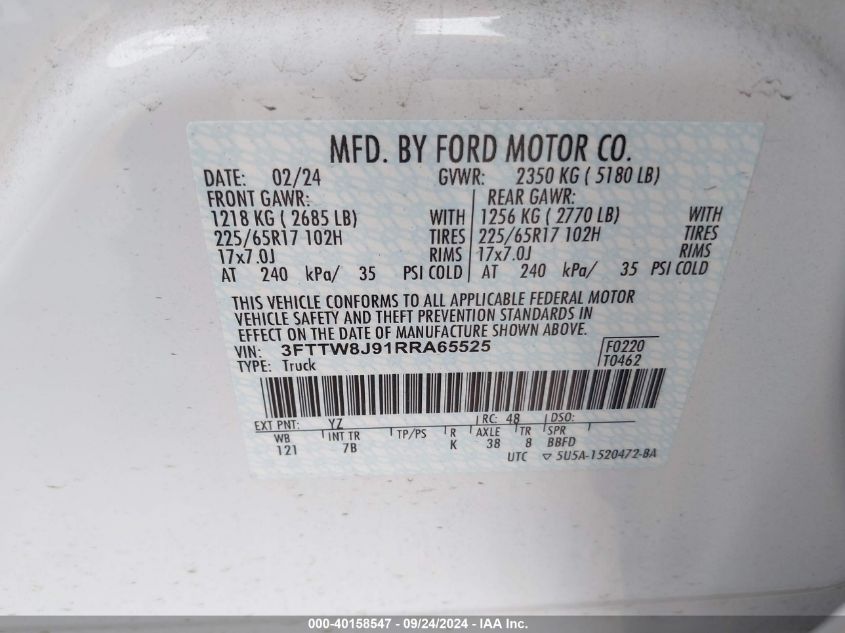 MFD. BY FORD MOTOR CO.
DATE: 02/24 GVWR: 2350 KG ( 5180 LB)
FRONT GAWR: REAR GAWR:
1218 KG ( 2685 LB) WITH 1256 KG ( 2770 LB) WITH
225/65R17 102H TIRES 225/65R17 102H TIRES
17x7.0J RIMS 17x7.0J RIMS
AT 240 kPa/ 35 PSI COLD AT 240 kPa/ 35 PSI COLD
THIS VEHICLE CONFORMS TO ALL APPLICABLE FEDERAL MOTOR
VEHICLE SAFETY AND THEFT PREVENTION STANDARDS IN
EFFECT ON THE DATE OF MANUFACTURE SHOWN ABOVE.
VIN: 3FTTW8J91RRA65525 F0220
TYPE: Truck T0462
EXT PNT: YZ RC: 48 DSO:
WB INT TR TP/PS R AXLE TR SPR
121 7B K 38 8 BBFD
UTC ▽ 5U5A-1520472-BA
000-40158547 - 09/24/2024 - IAA Inc.